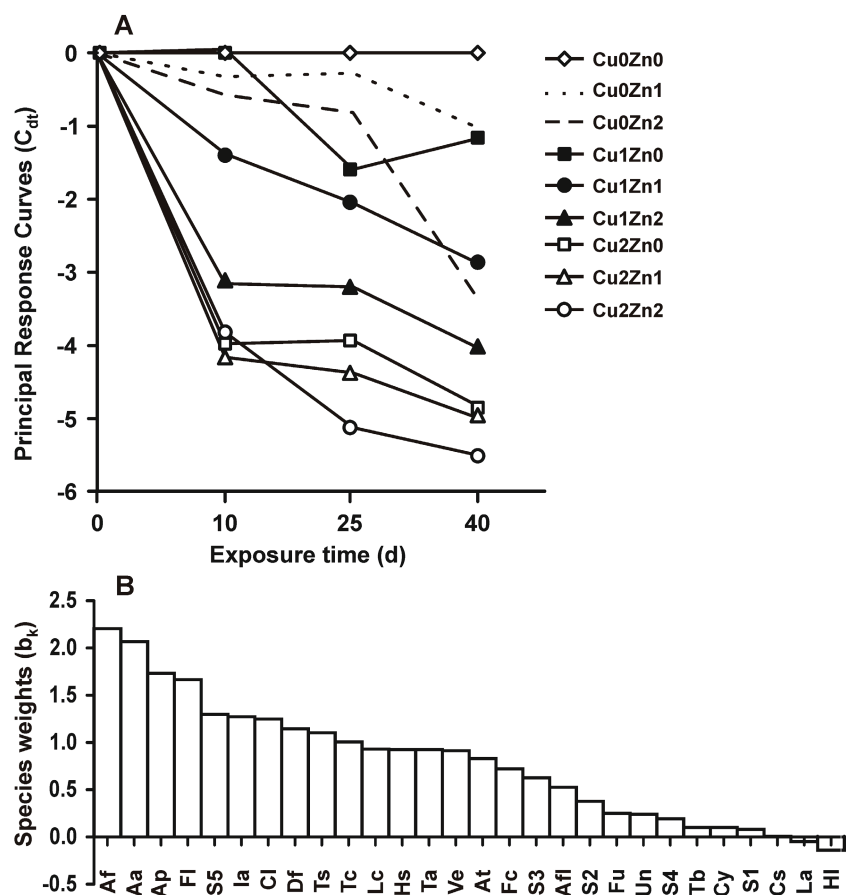 A
Principal Response Curves (Cdt)
0
-1
-2
-3
-4
-5
-6
0 10 25 40
Exposure time (d)
Cu0Zn0
Cu0Zn1
Cu0Zn2
Cu1Zn0
Cu1Zn1
Cu1Zn2
Cu2Zn0
Cu2Zn1
Cu2Zn2
B
Species weights (bk)
2.5
2.0
1.5
1.0
0.5
0.0
-0.5
Af Aa Ap Fl S5 Ia Cl Df Ts Tc Lc Hs Ta Ve At Fc S3 Afl S2 Fu Un S4 Tb Cy S1 Cs La Hl